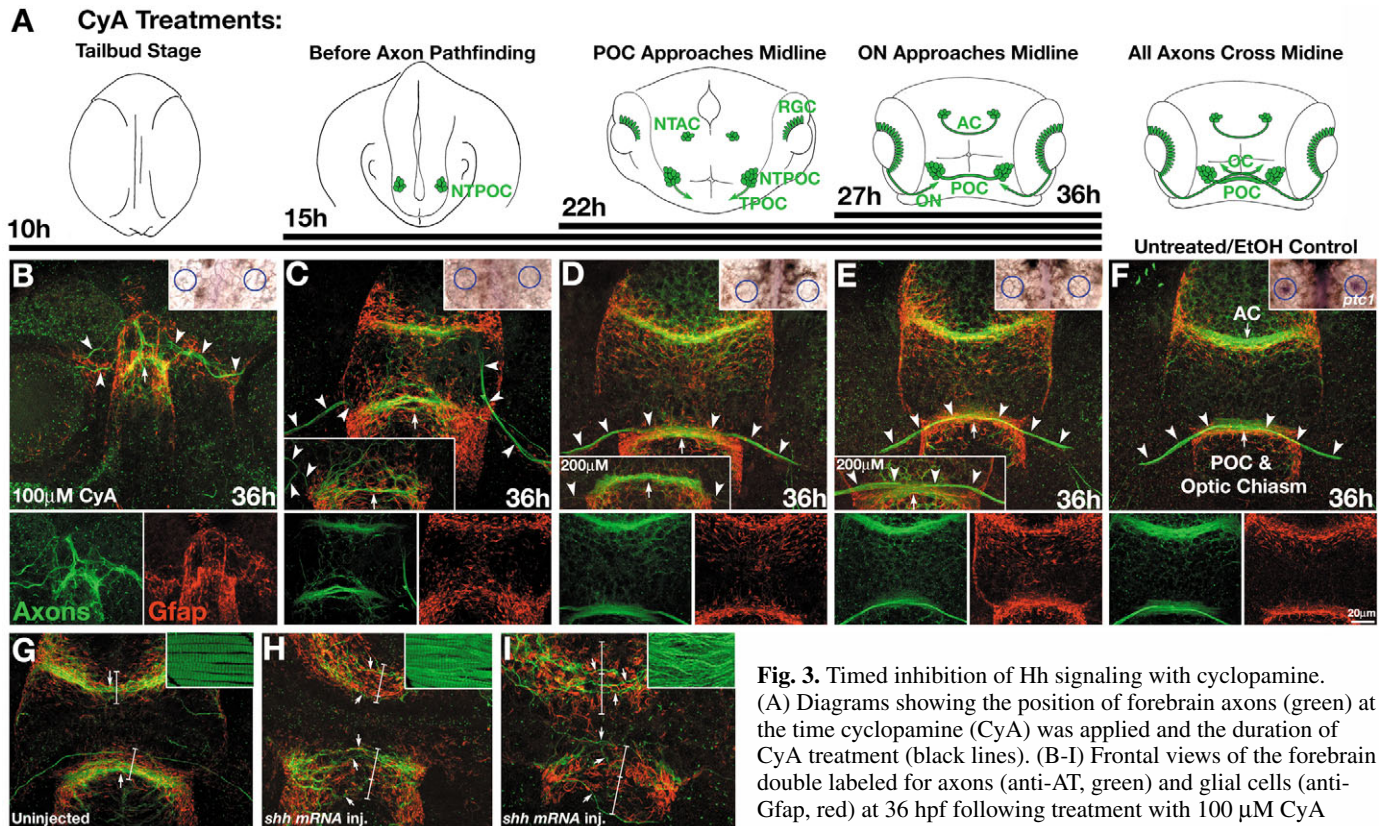 A CyA Treatments:
Tailbud Stage
Before Axon Pathfinding
POC Approaches Midline
ON Approaches Midline
All Axons Cross Midine
NTPOC
NTAC
RGC
NTPOC
TPOC
AC
POC
ON
OC
POC
10h
15h
22h
27h
36h
Untreated/EtOH Control
B
100µM CyA
36h
C
36h
D
200µM
36h
E
200µM
36h
F
ptc1
AC
POC &
Optic Chiasm
36h
Axons
Gfap
20µm
G
Uninjected
H
shh mRNA inj.
I
shh mRNA inj.
Fig. 3. Timed inhibition of Hh signaling with cyclopamine.
(A) Diagrams showing the position of forebrain axons (green) at
the time cyclopamine (CyA) was applied and the duration of
CyA treatment (black lines). (B-I) Frontal views of the forebrain
double labeled for axons (anti-AT, green) and glial cells (anti-
Gfap, red) at 36 hpf following treatment with 100 µM CyA